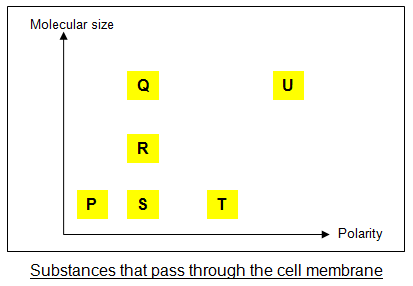 Molecular size
Q U
R
P S T
Polarity
Substances that pass through the cell membrane